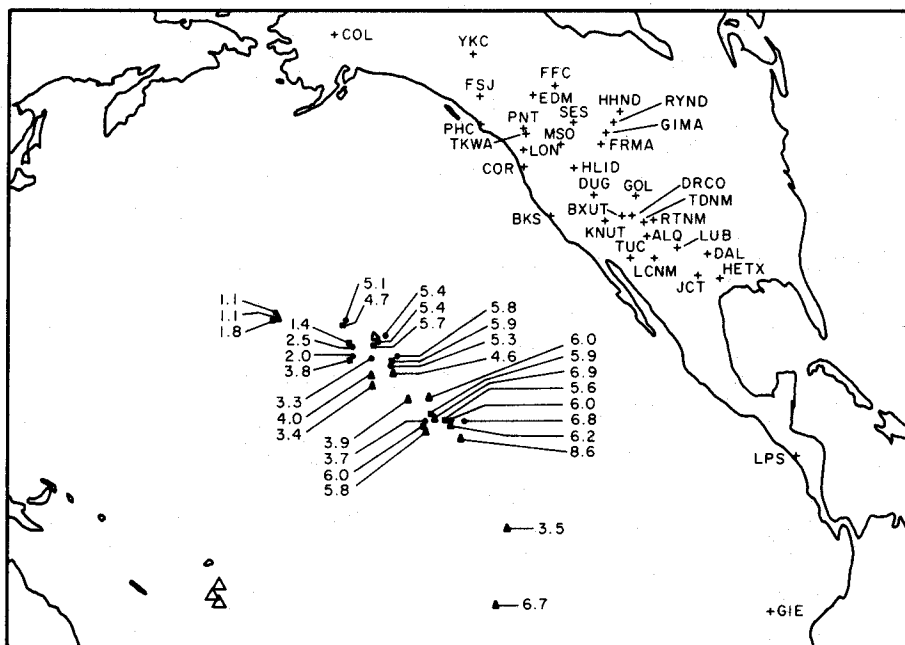 COL
YKC
FFC
FSJ
EDM
HHND
RYND
PNT
SES
GIMA
PHC
MSO
TKWA
LON
FRMA
COR
HLID
DUG
GOL
DRCO
TDNM
BXUT
BKS
RTNM
KNUT
ALQ
LUB
TUC
DAL
LCNM
HETX
JCT
5.1
5.4
4.7
1.1
5.4
5.8
1.1
5.7
5.9
1.8
1.4
5.3
6.0
2.5
4.6
5.9
2.0
6.9
3.8
5.6
3.3
6.0
4.0
6.8
3.4
6.2
3.9
8.6
3.7
6.0
5.8
LPS
3.5
6.7
GIE